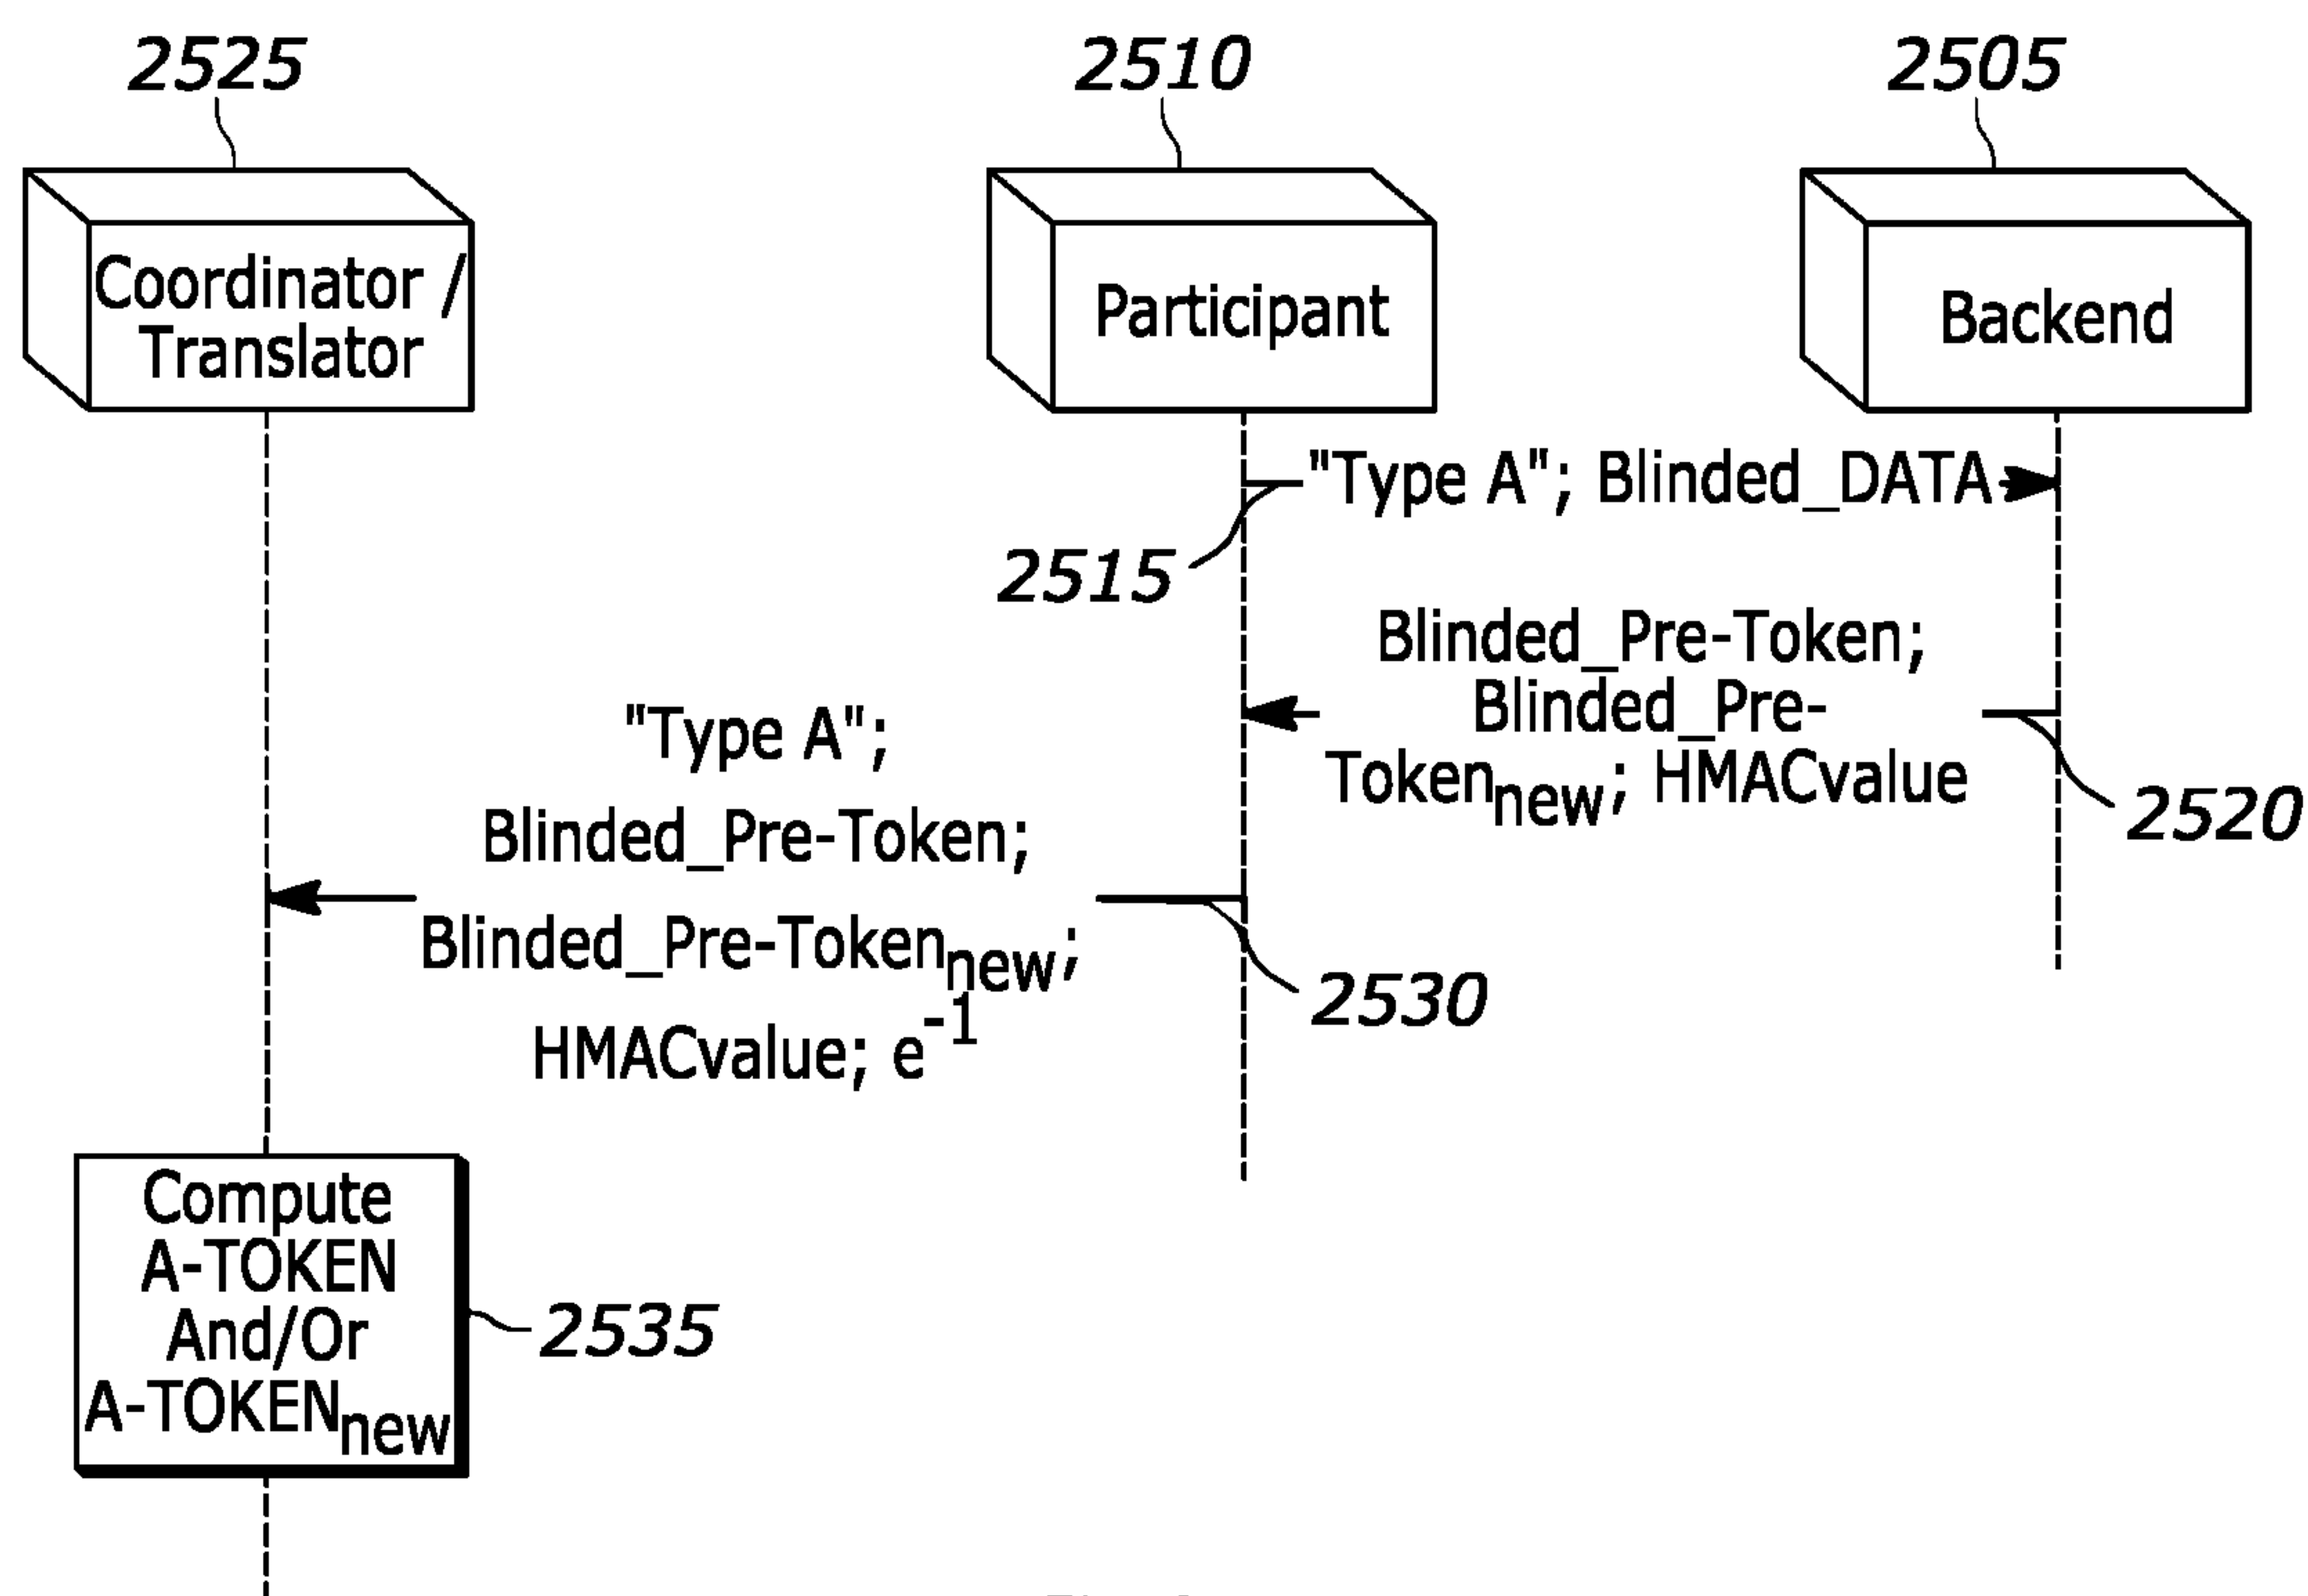 2525
2510
2505
Coordinator /
Translator
Participant
Backend
"Type A"; Blinded_DATA
2515
Blinded_Pre-Token;
Blinded_Pre-
Tokennew; HMACvalue
2520
"Type A";
Blinded_Pre-Token;
Blinded_Pre-Tokennew;
HMACvalue; e-1
2530
Compute
A-TOKEN
And/Or
A-TOKENnew
2535